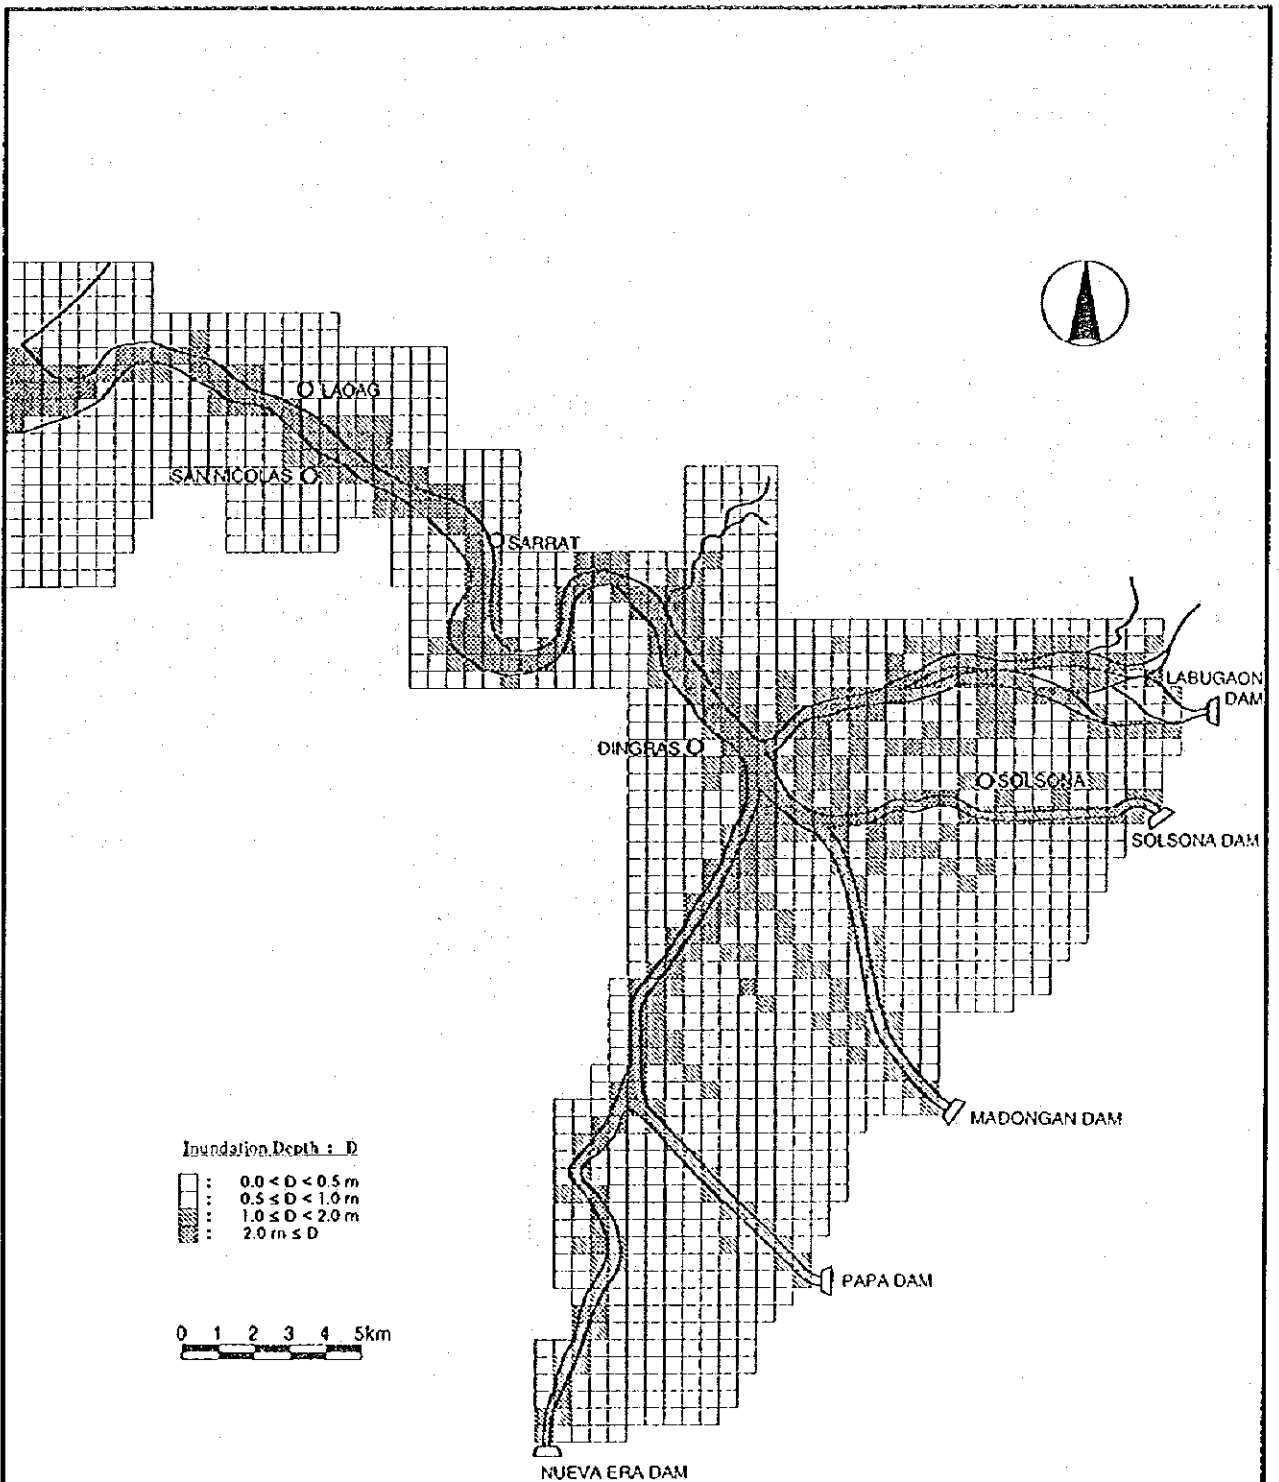 LAOAG
SAN NICOLAS
SARRAT
LABUGAON
DAM
DINGRAS
SOLSONA
SOLSONA DAM
MADONGAN DAM
Inundation Depth : D
: 0.0 < D < 0.5 m
: 0.5 ≤ D < 1.0 m
: 1.0 ≤ D < 2.0 m
: 2.0 m ≤ D
PAPA DAM
0 1 2 3 4 5km
NUEVA ERA DAM